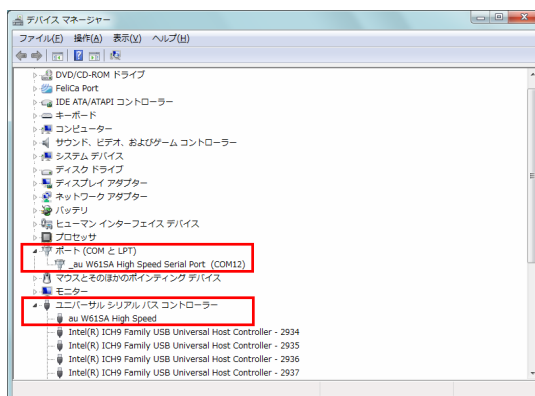 デバイス マネージャー
ファイル(F) 操作(A) 表示(V) ヘルプ(H)
DVD/CD-ROM ドライブ
FeliCa Port
IDE ATA/ATAPI コントローラー
キーボード
コンピューター
サウンド、ビデオ、およびゲーム コントローラー
システム デバイス
ディスク ドライブ
ディスプレイ アダプター
ネットワーク アダプター
バッテリ
ヒューマン インターフェイス デバイス
プロセッサ
ポート (COM と LPT)
_au W61SA High Speed Serial Port (COM12)
マウスとそのほかのポインティング デバイス
モニター
ユニバーサル シリアル バス コントローラー
au W61SA High Speed
Intel(R) ICH9 Family USB Universal Host Controller - 2934
Intel(R) ICH9 Family USB Universal Host Controller - 2935
Intel(R) ICH9 Family USB Universal Host Controller - 2936
Intel(R) ICH9 Family USB Universal Host Controller - 2937